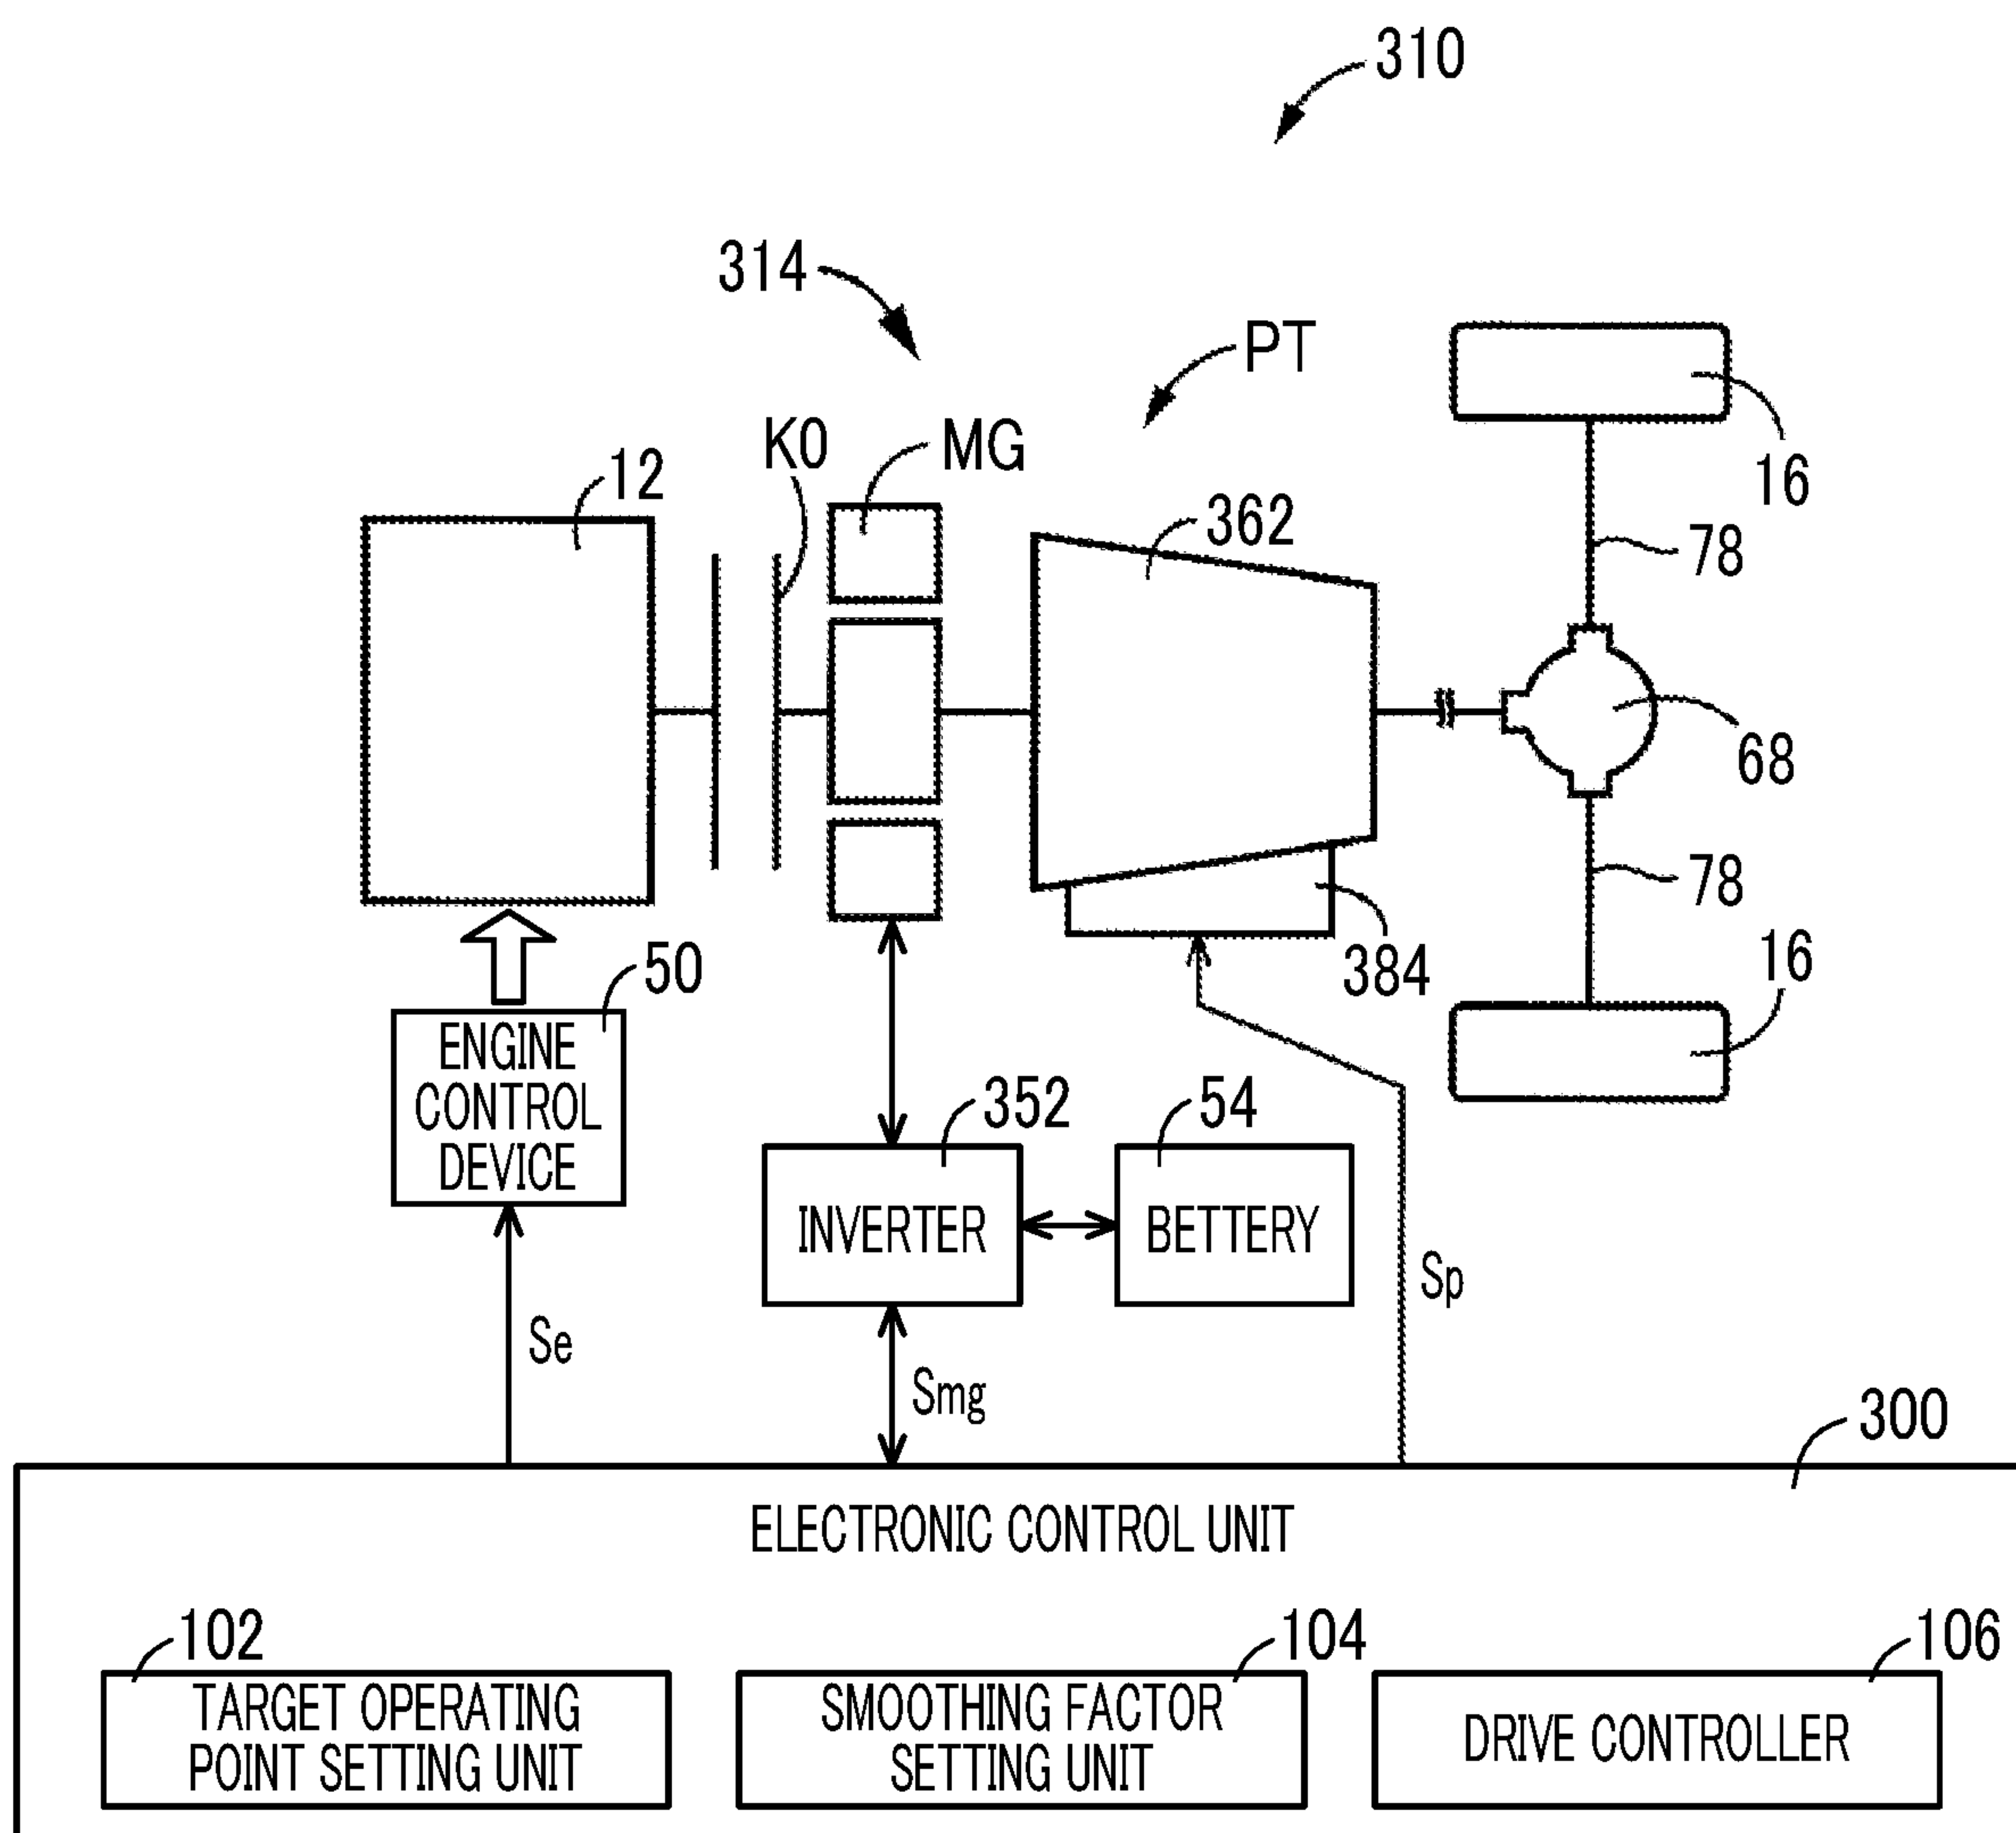 310
314
PT
16
K0
MG
12
362
78
68
78
384
16
50
ENGINE
CONTROL
DEVICE
352
54
INVERTER
BETTERY
Sp
Se
Smg
300
ELECTRONIC CONTROL UNIT
102
104
106
TARGET OPERATING
POINT SETTING UNIT
SMOOTHING FACTOR
SETTING UNIT
DRIVE CONTROLLER